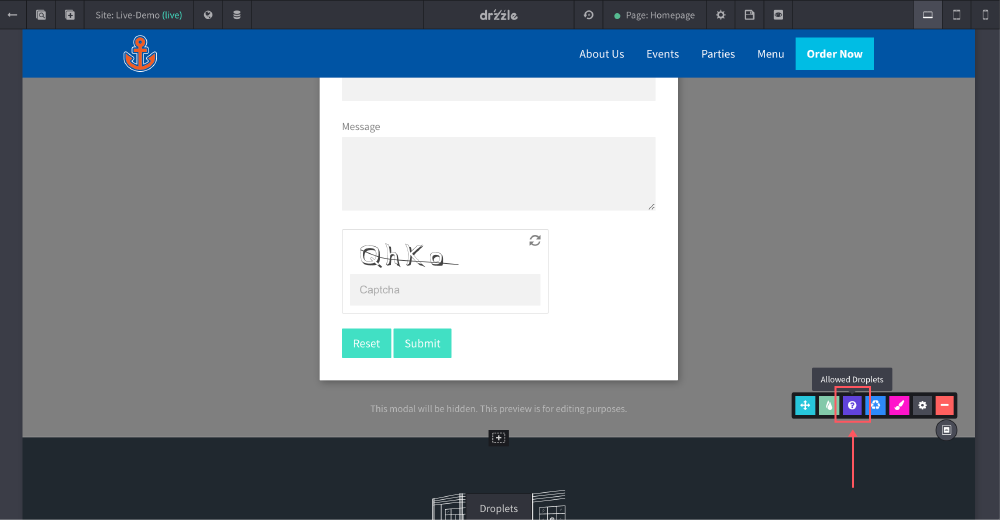 Site: Live-Demo (live)
drizzle
Page: Homepage
About Us
Events
Parties
Menu
Order Now
Message
QhKa
Captcha
Reset
Submit
Allowed Droplets
This modal will be hidden. This preview is for editing purposes.
Droplets